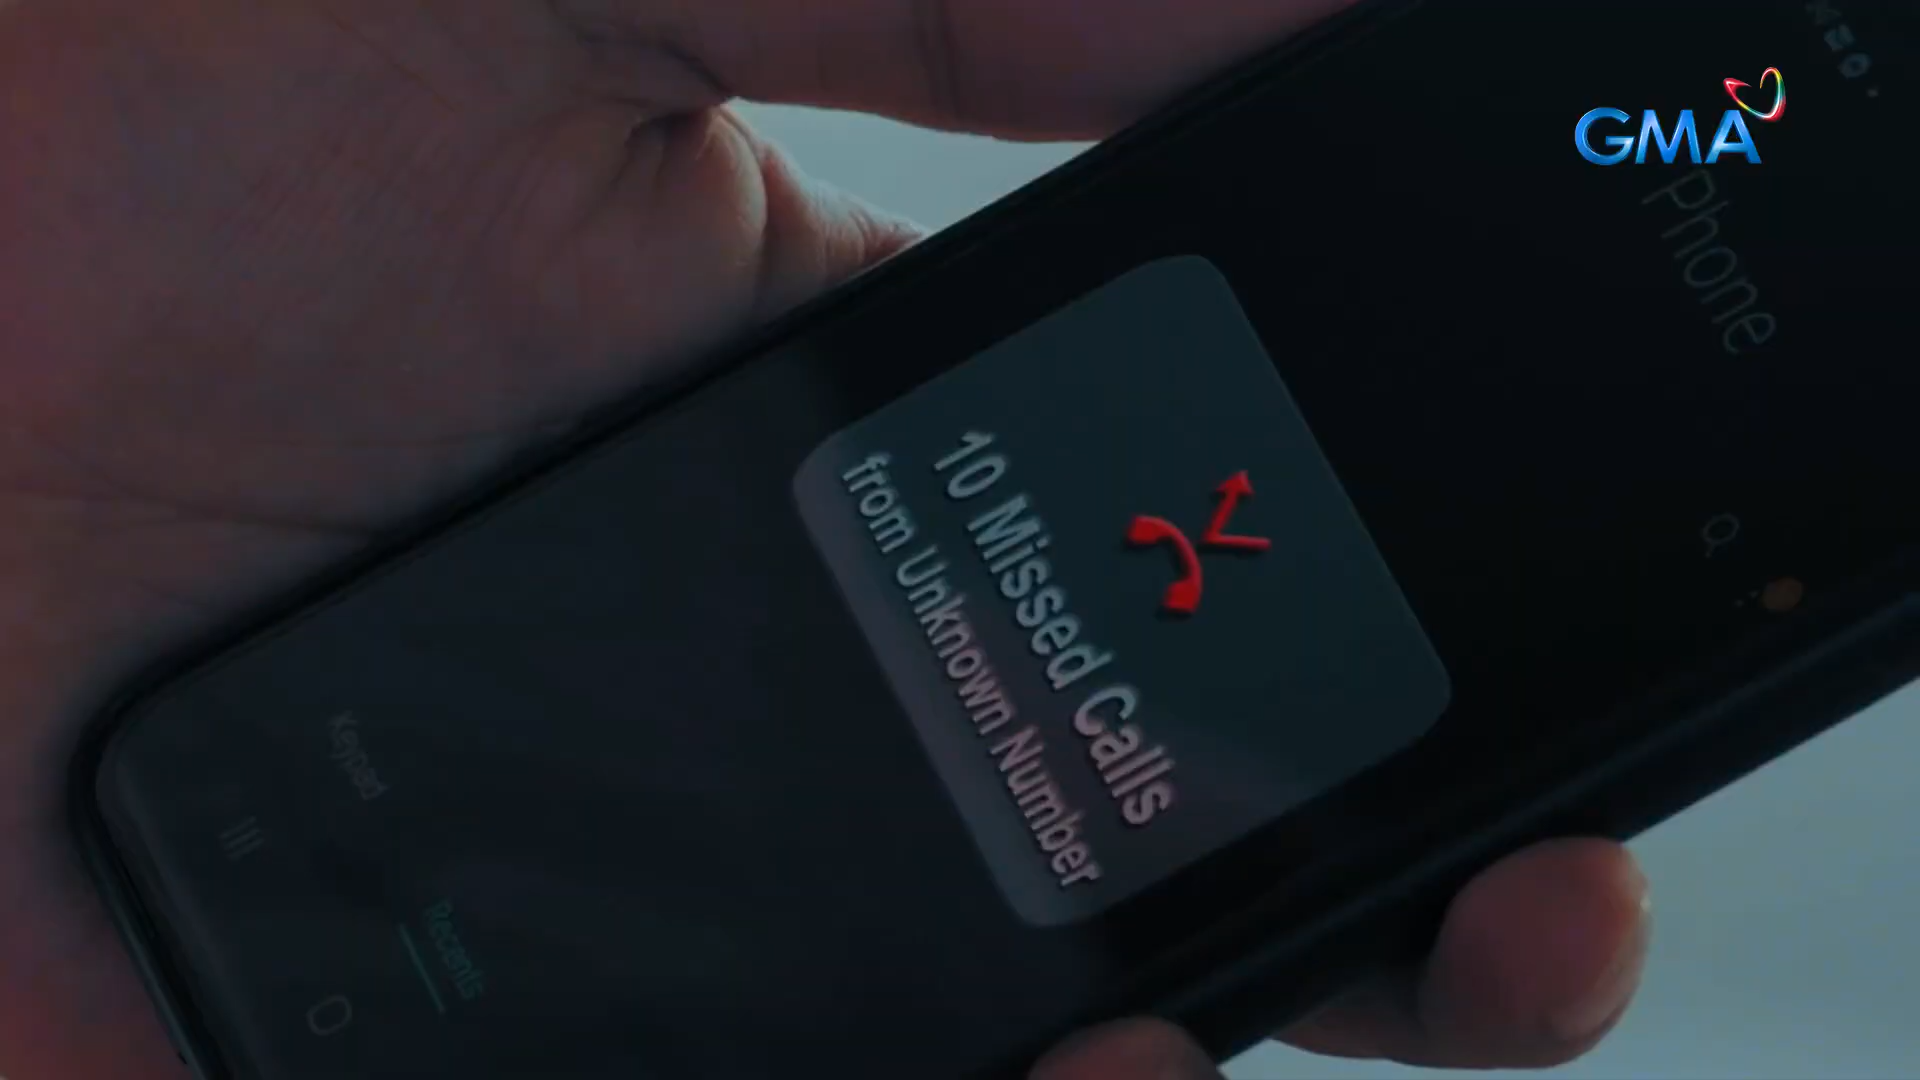 GMA
Phone
10 Missed Calls
from Unknown Number
Keypad
Recents